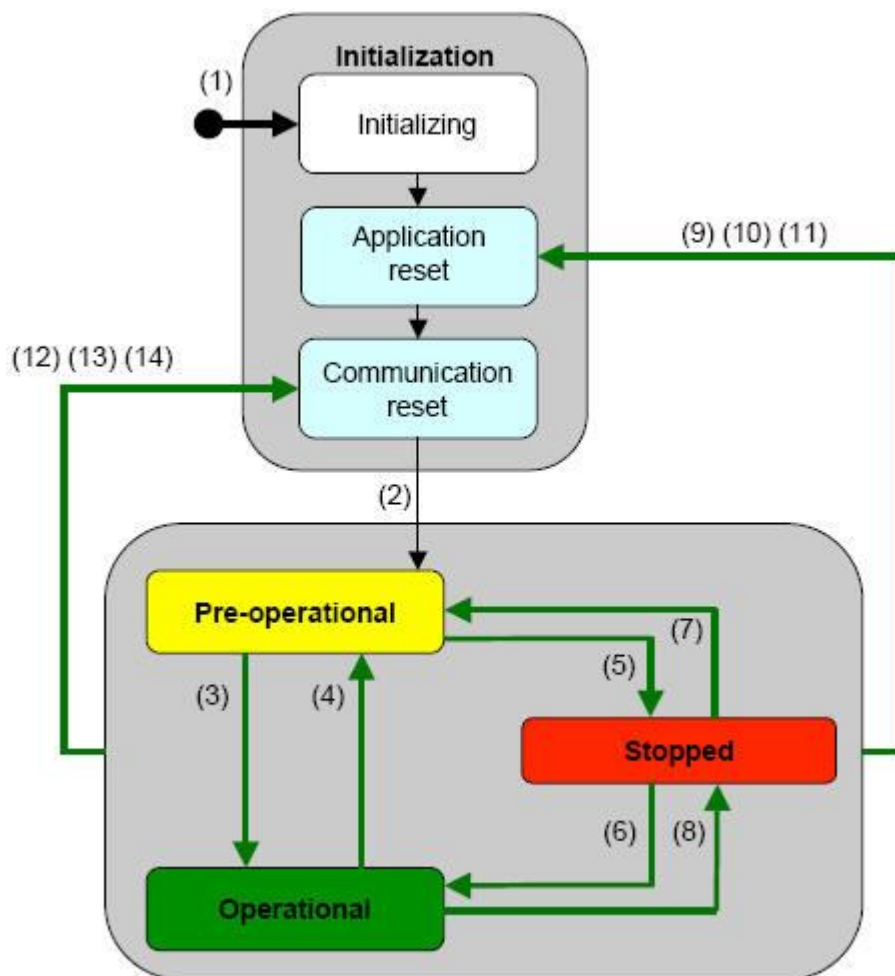 Initialization
(1)
Initializing
Application
reset
(9) (10) (11)
(12) (13) (14)
Communication
reset
(2)
Pre-operational
(7)
(5)
(3)
(4)
Stopped
(6)
(8)
Operational